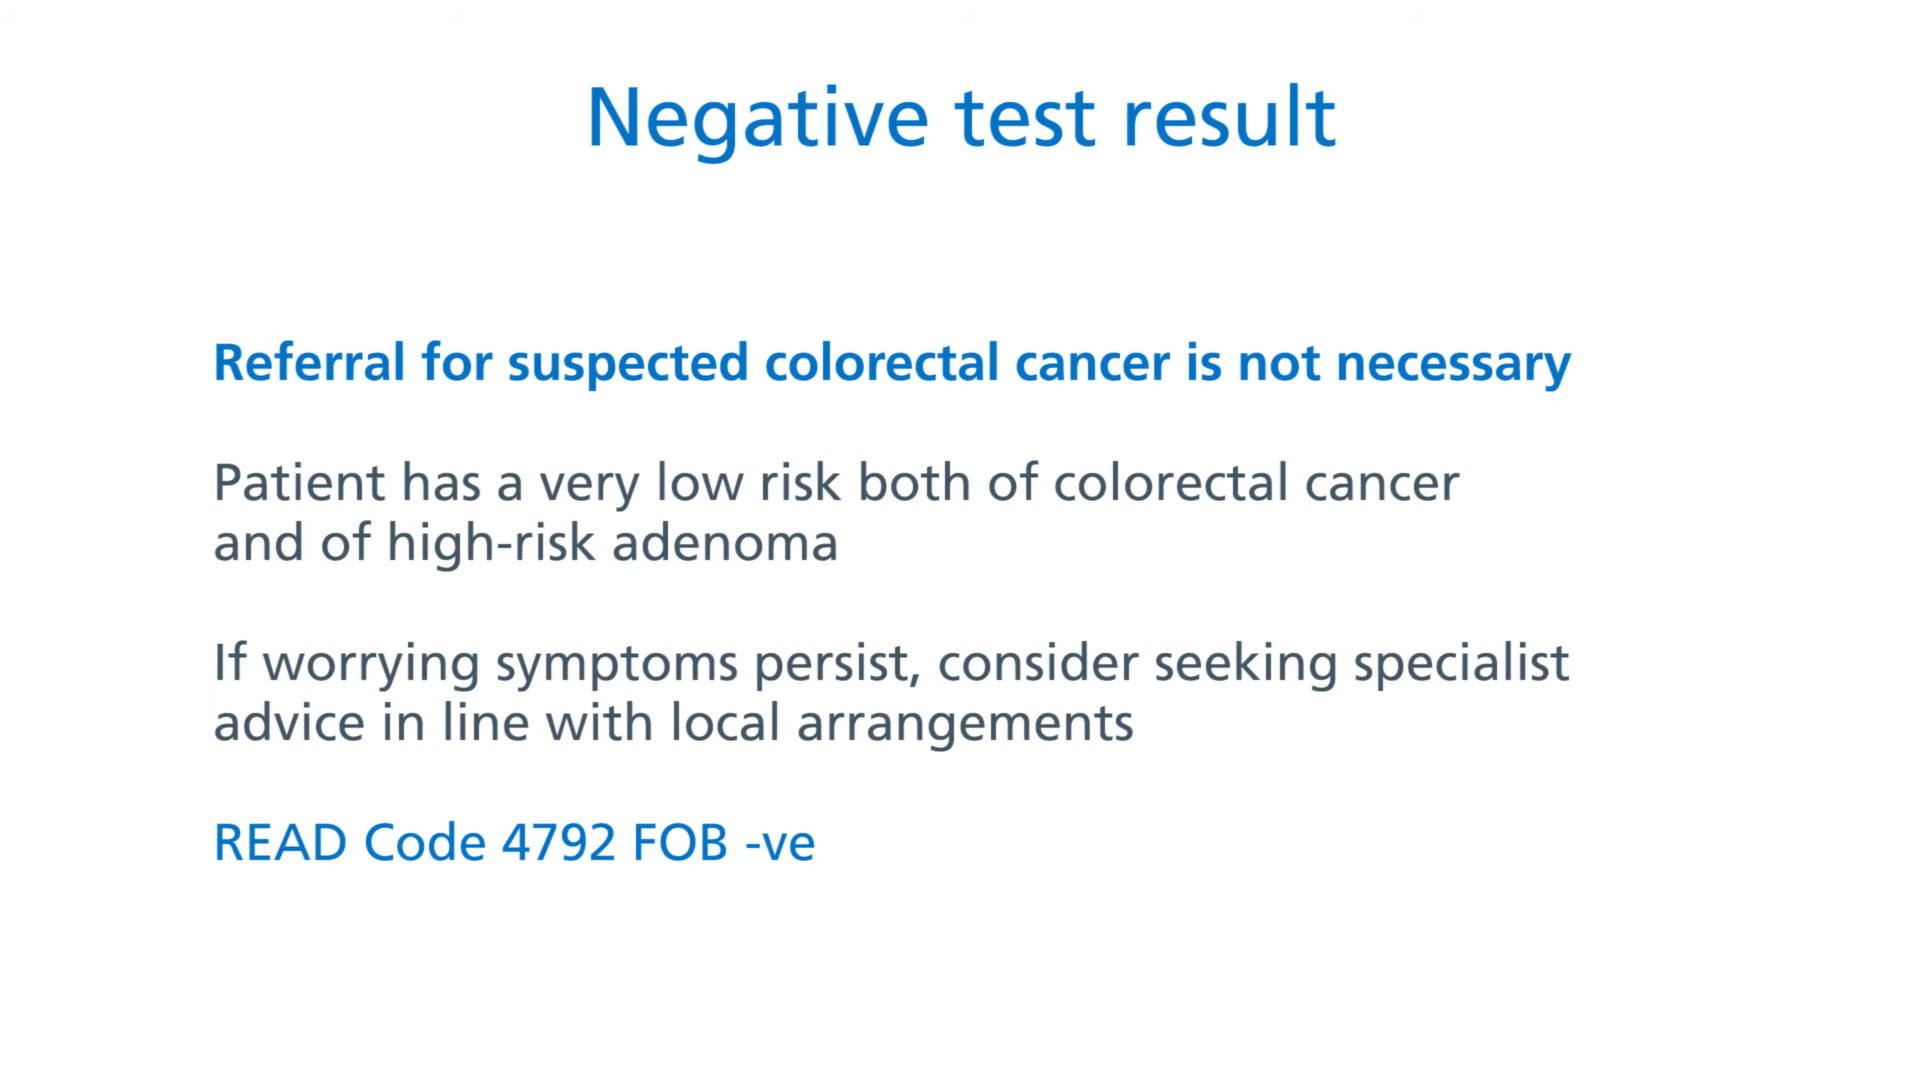 Negative test result
Referral for suspected colorectal cancer is not necessary
Patient has a very low risk both of colorectal cancer
and of high-risk adenoma
If worrying symptoms persist, consider seeking specialist
advice in line with local arrangements
READ Code 4792 FOB -ve